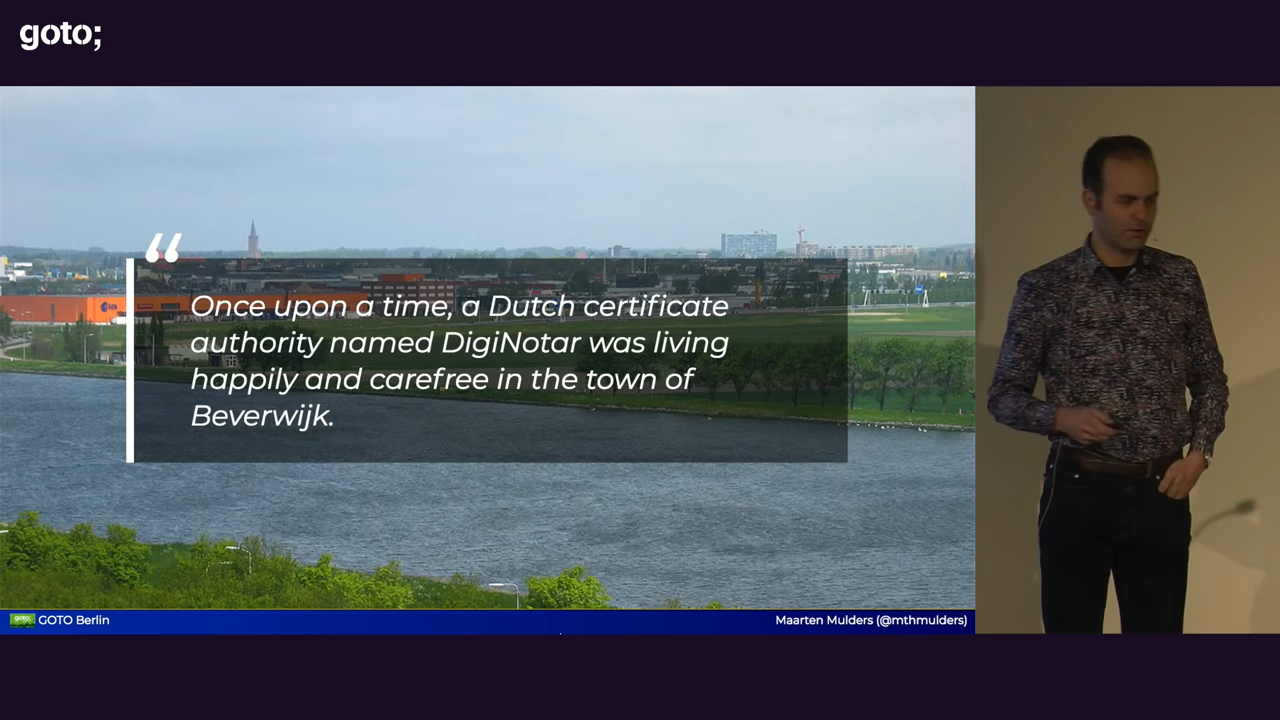 goto;
“
Once upon a time, a Dutch certificate
authority named DigiNotar was living
happily and carefree in the town of
Beverwijk.
goto;
GOTO Berlin
Maarten Mulders (@mthmulders)